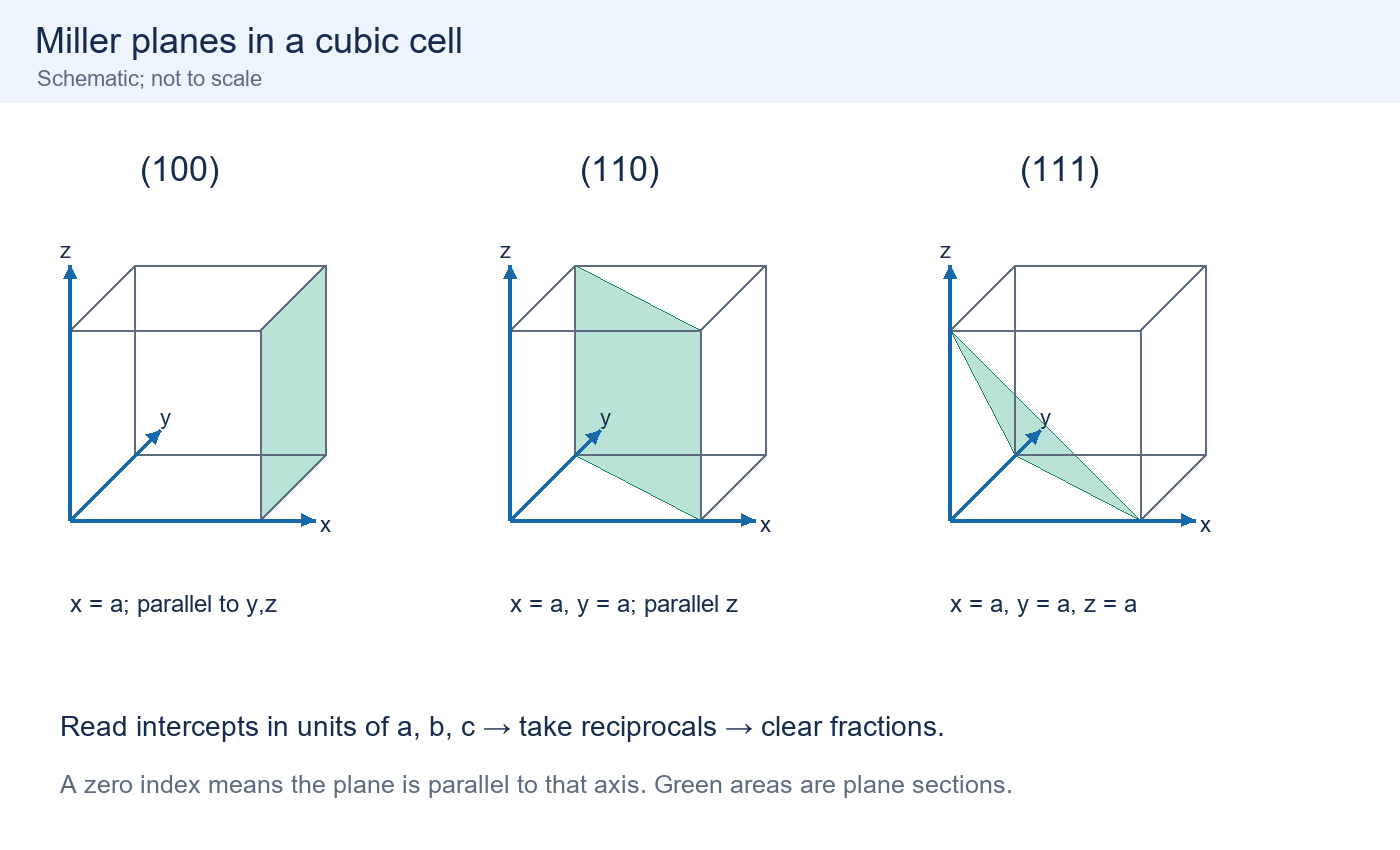 Miller planes in a cubic cell
Schematic; not to scale
(100)
(110)
(111)
z
y
x
z
y
x
z
y
x
x = a; parallel to y,z
x = a, y = a; parallel z
x = a, y = a, z = a
Read intercepts in units of a, b, c → take reciprocals → clear fractions.
A zero index means the plane is parallel to that axis. Green areas are plane sections.